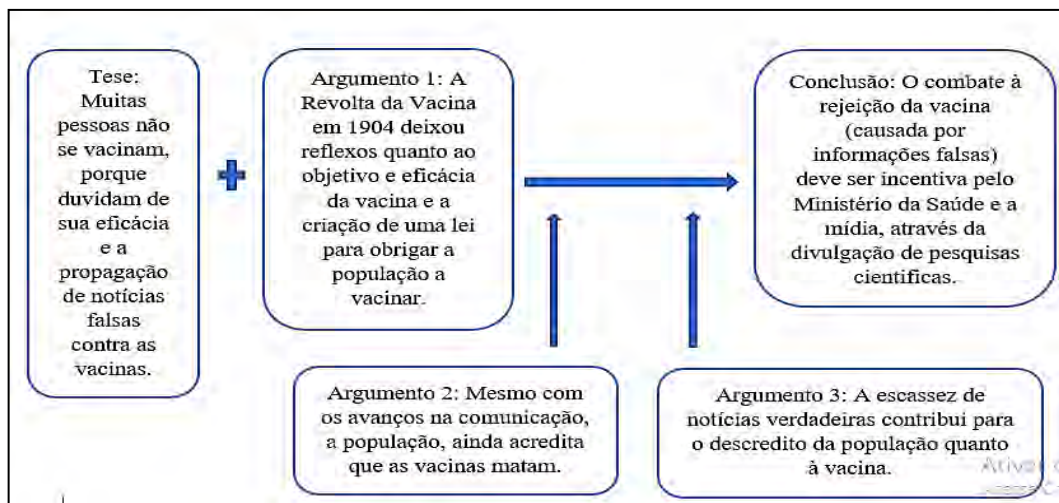 Tese:
Muitas
pessoas não
se vacinam,
porque
duvidam de
sua eficácia
e a
propagação
de notícias
falsas
contra as
vacinas.
Argumento 1: A
Revolta da Vacina
em 1904 deixou
reflexos quanto ao
objetivo e eficácia
da vacina e a
criação de uma lei
para obrigar a
população a
vacinar.
Conclusão: O combate à
rejeição da vacina
(causada por
informações falsas)
deve ser incentiva pelo
Ministério da Saúde e a
mídia, através da
divulgação de pesquisas
científicas.
Argumento 2: Mesmo com
os avanços na comunicação,
a população, ainda acredita
que as vacinas matam.
Argumento 3: A escassez de
notícias verdadeiras contribui para
o descredito da população quanto
à vacina.